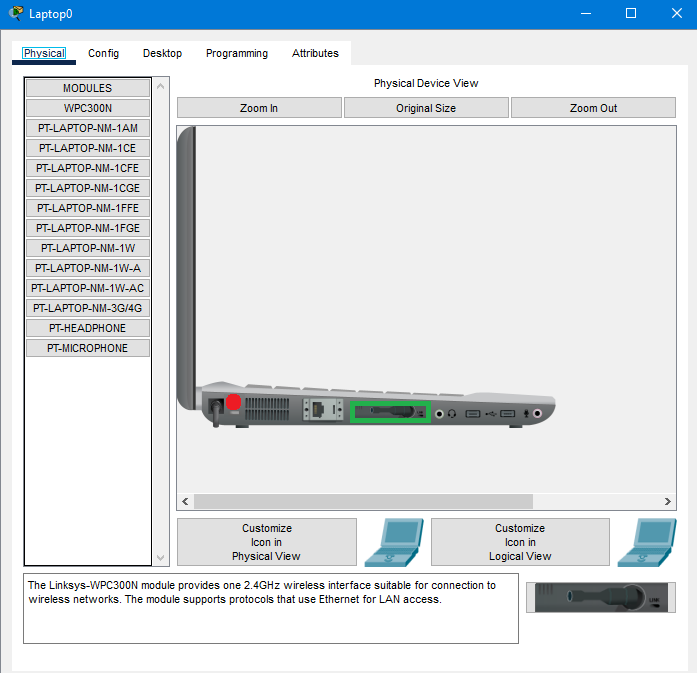 Laptop0
Physical Config Desktop Programming Attributes
MODULES
WPC300N
PT-LAPTOP-NM-1AM
PT-LAPTOP-NM-1CE
PT-LAPTOP-NM-1CFE
PT-LAPTOP-NM-1CGE
PT-LAPTOP-NM-1FFE
PT-LAPTOP-NM-1FGE
PT-LAPTOP-NM-1W
PT-LAPTOP-NM-1W-A
PT-LAPTOP-NM-1W-AC
PT-LAPTOP-NM-3G/4G
PT-HEADPHONE
PT-MICROPHONE
Physical Device View
Zoom In Original Size Zoom Out
Customize
Icon in
Physical View
Customize
Icon in
Logical View
The Linksys-WPC300N module provides one 2.4GHz wireless interface suitable for connection to
wireless networks. The module supports protocols that use Ethernet for LAN access.